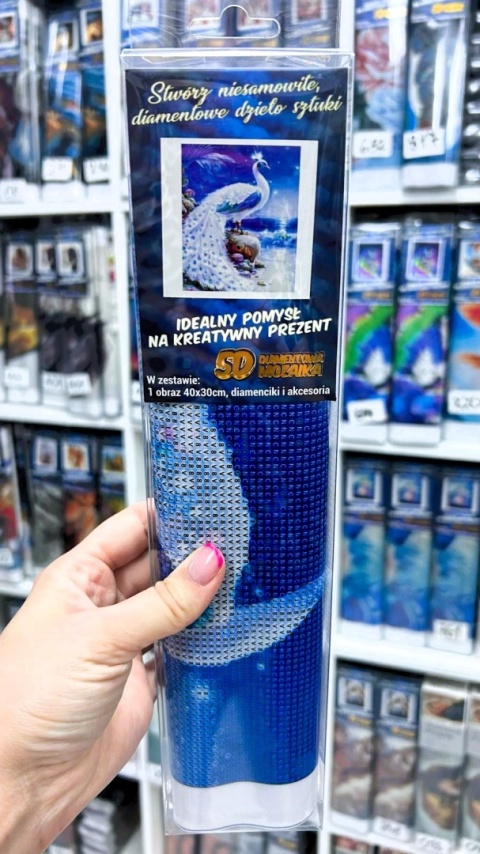 Stwórz niesamowite,
diamentowe dzieło sztuki
IDEALNY POMYSŁ
NA KREATYWNY PREZENT
5D DIAMENTOWA
MOZAIKA
W zestawie:
1 obraz 40x30cm, diamenciki i akcesoria